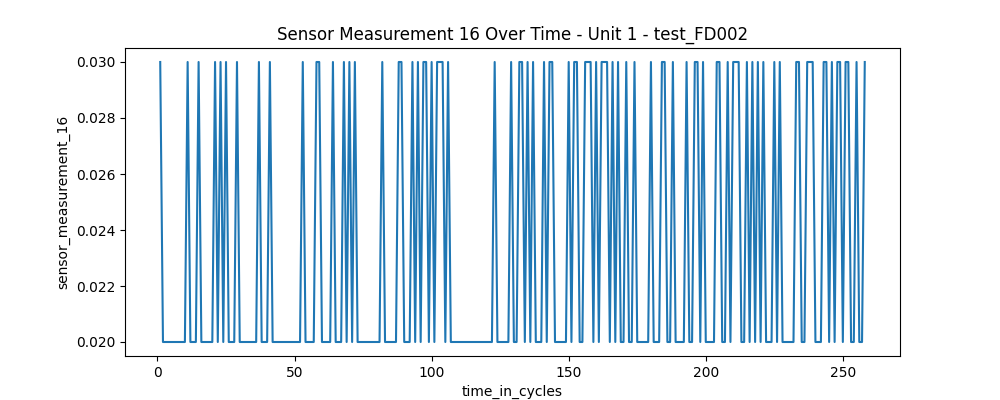 Sensor Measurement 16 Over Time - Unit 1 - test_FD002
0.030
0.028
0.026
0.024
0.022
0.020
sensor_measurement_16
0 50 100 150 200 250
time_in_cycles